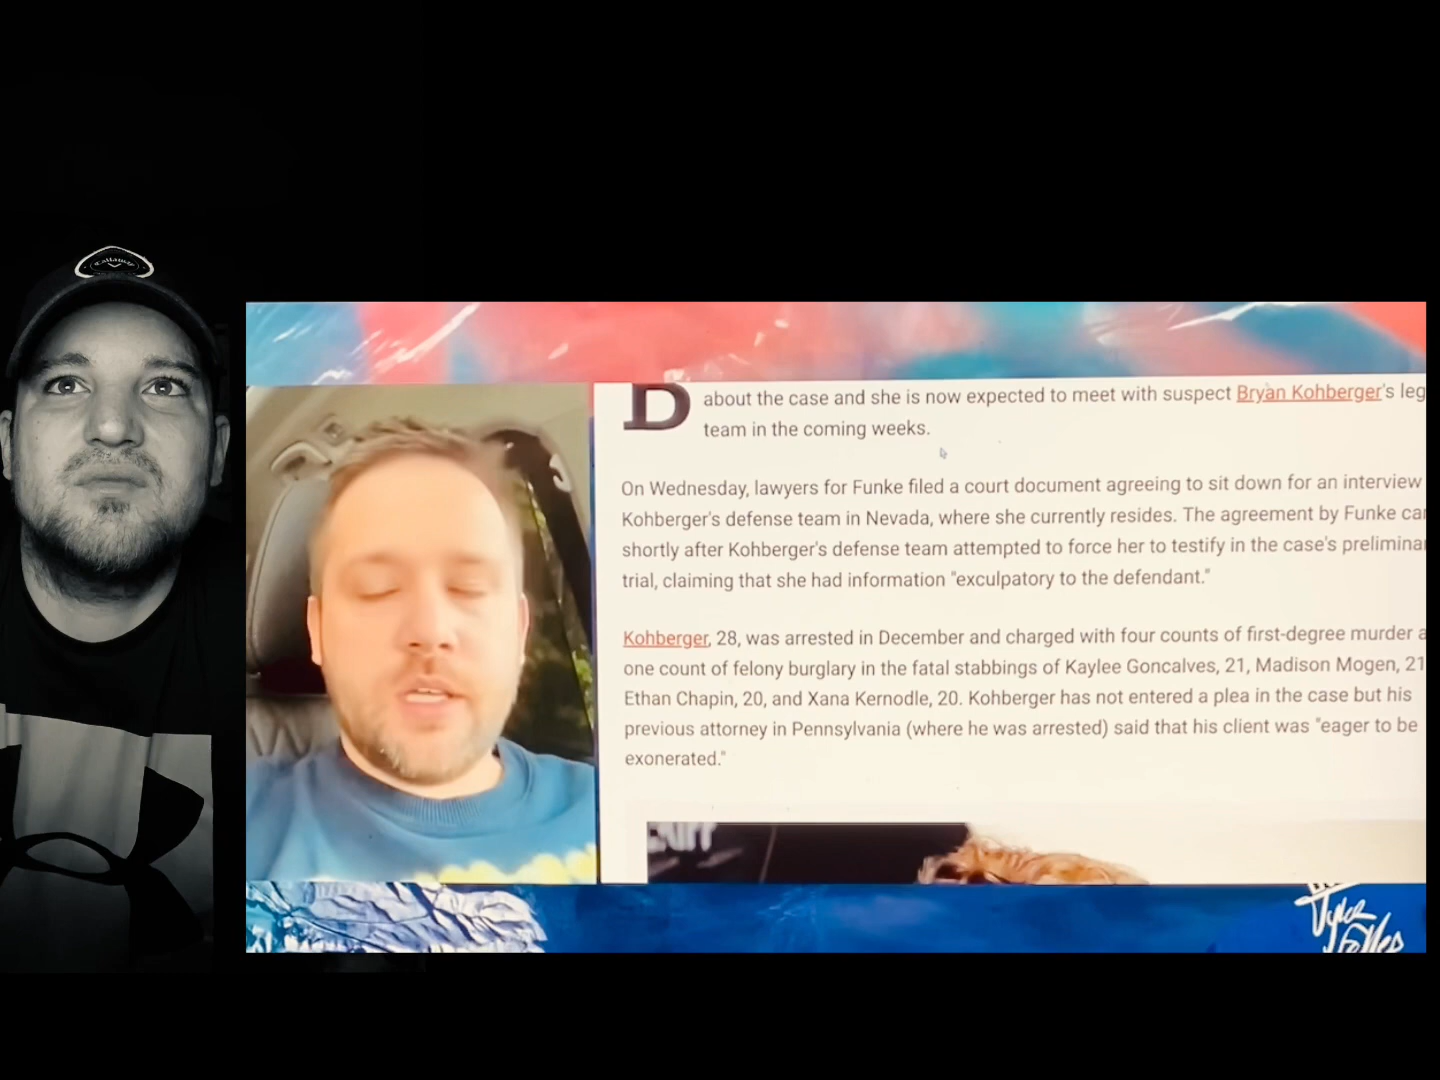 Callaway
D
about the case and she is now expected to meet with suspect Bryan Kohberger's leg
team in the coming weeks.
On Wednesday, lawyers for Funke filed a court document agreeing to sit down for an interview
Kohberger's defense team in Nevada, where she currently resides. The agreement by Funke ca
shortly after Kohberger's defense team attempted to force her to testify in the case's prelimina
trial, claiming that she had information "exculpatory to the defendant."
Kohberger, 28, was arrested in December and charged with four counts of first-degree murder a
one count of felony burglary in the fatal stabbings of Kaylee Goncalves, 21, Madison Mogen, 21
Ethan Chapin, 20, and Xana Kernodle, 20. Kohberger has not entered a plea in the case but his
previous attorney in Pennsylvania (where he was arrested) said that his client was "eager to be
exonerated."